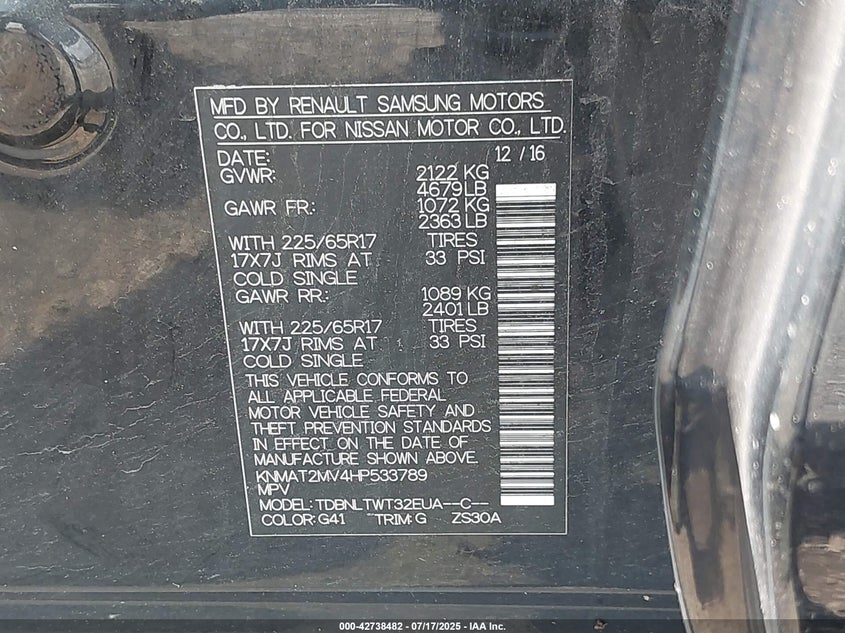 MFD BY RENAULT SAMSUNG MOTORS
CO., LTD. FOR NISSAN MOTOR CO., LTD.
DATE: 12 / 16
GVWR: 2122 KG
4679 LB
GAWR FR.: 1072 KG
2363 LB
WITH 225/65R17 TIRES
17X7J RIMS AT 33 PSI
COLD SINGLE
GAWR RR.: 1089 KG
2401 LB
WITH 225/65R17 TIRES
17X7J RIMS AT 33 PSI
COLD SINGLE
THIS VEHICLE CONFORMS TO
ALL APPLICABLE FEDERAL
MOTOR VEHICLE SAFETY AND
THEFT PREVENTION STANDARDS
IN EFFECT ON THE DATE OF
MANUFACTURE SHOWN ABOVE.
KNMAT2MV4HP533789
MPV
MODEL: TDBNLTWT32EUA--C--
COLOR: G41 TRIM: G ZS30A
000-42738482 - 07/17/2025 - IAA Inc.